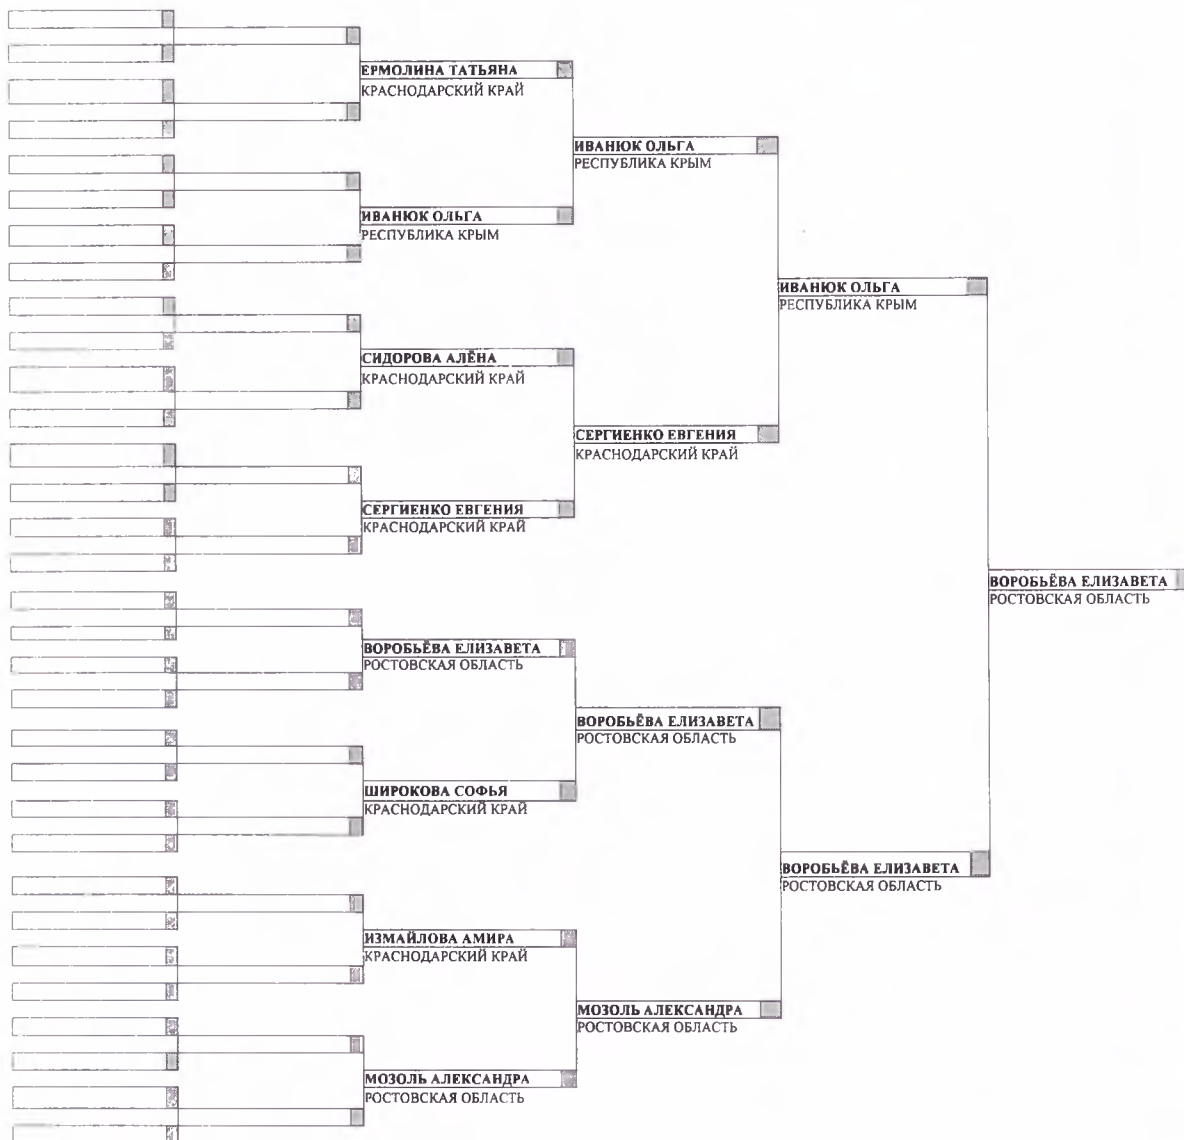 ЕРМОЛИНА ТАТЬЯНА
КРАСНОДАРСКИЙ КРАЙ
ИВАНЮК ОЛЬГА
РЕСПУБЛИКА КРЫМ
ИВАНЮК ОЛЬГА
РЕСПУБЛИКА КРЫМ
ИВАНЮК ОЛЬГА
РЕСПУБЛИКА КРЫМ
СИДОРОВА АЛЁНА
КРАСНОДАРСКИЙ КРАЙ
СЕРГИЕНКО ЕВГЕНИЯ
КРАСНОДАРСКИЙ КРАЙ
СЕРГИЕНКО ЕВГЕНИЯ
КРАСНОДАРСКИЙ КРАЙ
ВОРОБЬЁВА ЕЛИЗАВЕТА
РОСТОВСКАЯ ОБЛАСТЬ
ВОРОБЬЁВА ЕЛИЗАВЕТА
РОСТОВСКАЯ ОБЛАСТЬ
ВОРОБЬЁВА ЕЛИЗАВЕТА
РОСТОВСКАЯ ОБЛАСТЬ
ШИРОКОВА СОФЬЯ
КРАСНОДАРСКИЙ КРАЙ
ВОРОБЬЁВА ЕЛИЗАВЕТА
РОСТОВСКАЯ ОБЛАСТЬ
ИЗМАЙЛОВА АМИРА
КРАСНОДАРСКИЙ КРАЙ
МОЗОЛЬ АЛЕКСАНДРА
РОСТОВСКАЯ ОБЛАСТЬ
МОЗОЛЬ АЛЕКСАНДРА
РОСТОВСКАЯ ОБЛАСТЬ